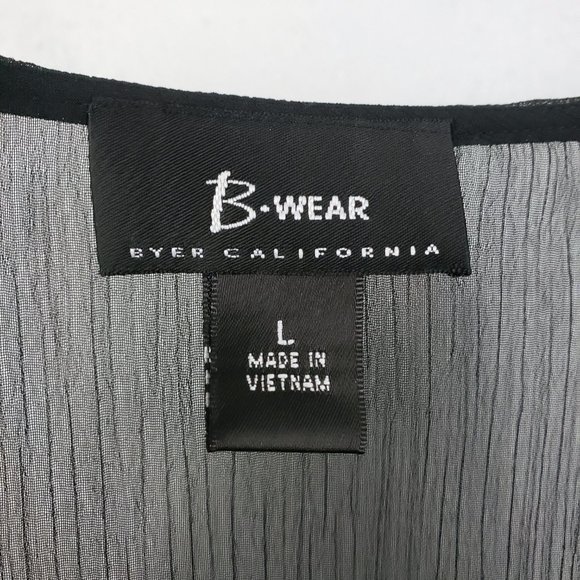 B•WEAR
BYER CALIFORNIA
L
MADE IN
VIETNAM